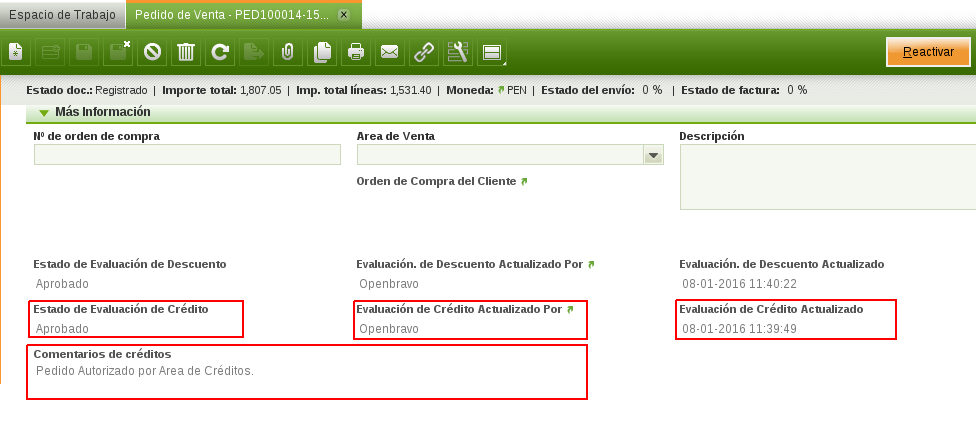 Espacio de Trabajo Pedido de Venta - PED100014-15... x
Reactivar
Estado doc.: Registrado | Importe total: 1,807.05 | Imp. total líneas: 1,531.40 | Moneda: PEN | Estado del envío: 0 % | Estado de factura: 0 %
Más Información
Nº de orden de compra Area de Venta Descripción
Orden de Compra del Cliente
Estado de Evaluación de Descuento Evaluación. de Descuento Actualizado Por Evaluación. de Descuento Actualizado
Aprobado Openbravo 08-01-2016 11:40:22
Estado de Evaluación de Crédito Evaluación de Crédito Actualizado Por Evaluación de Crédito Actualizado
Aprobado Openbravo 08-01-2016 11:39:49
Comentarios de créditos
Pedido Autorizado por Area de Créditos.